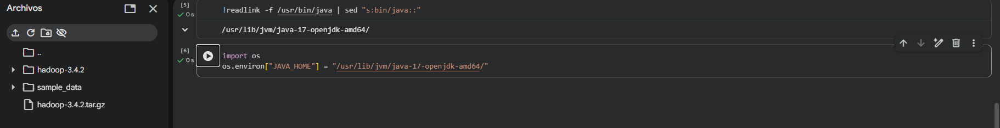 Archivos
..
hadoop-3.4.2
sample_data
hadoop-3.4.2.tar.gz
[5]
0 s
!readlink -f /usr/bin/java | sed "s:bin/java::"
/usr/lib/jvm/java-17-openjdk-amd64/
[6]
0 s
import os
os.environ["JAVA_HOME"] = "/usr/lib/jvm/java-17-openjdk-amd64/"